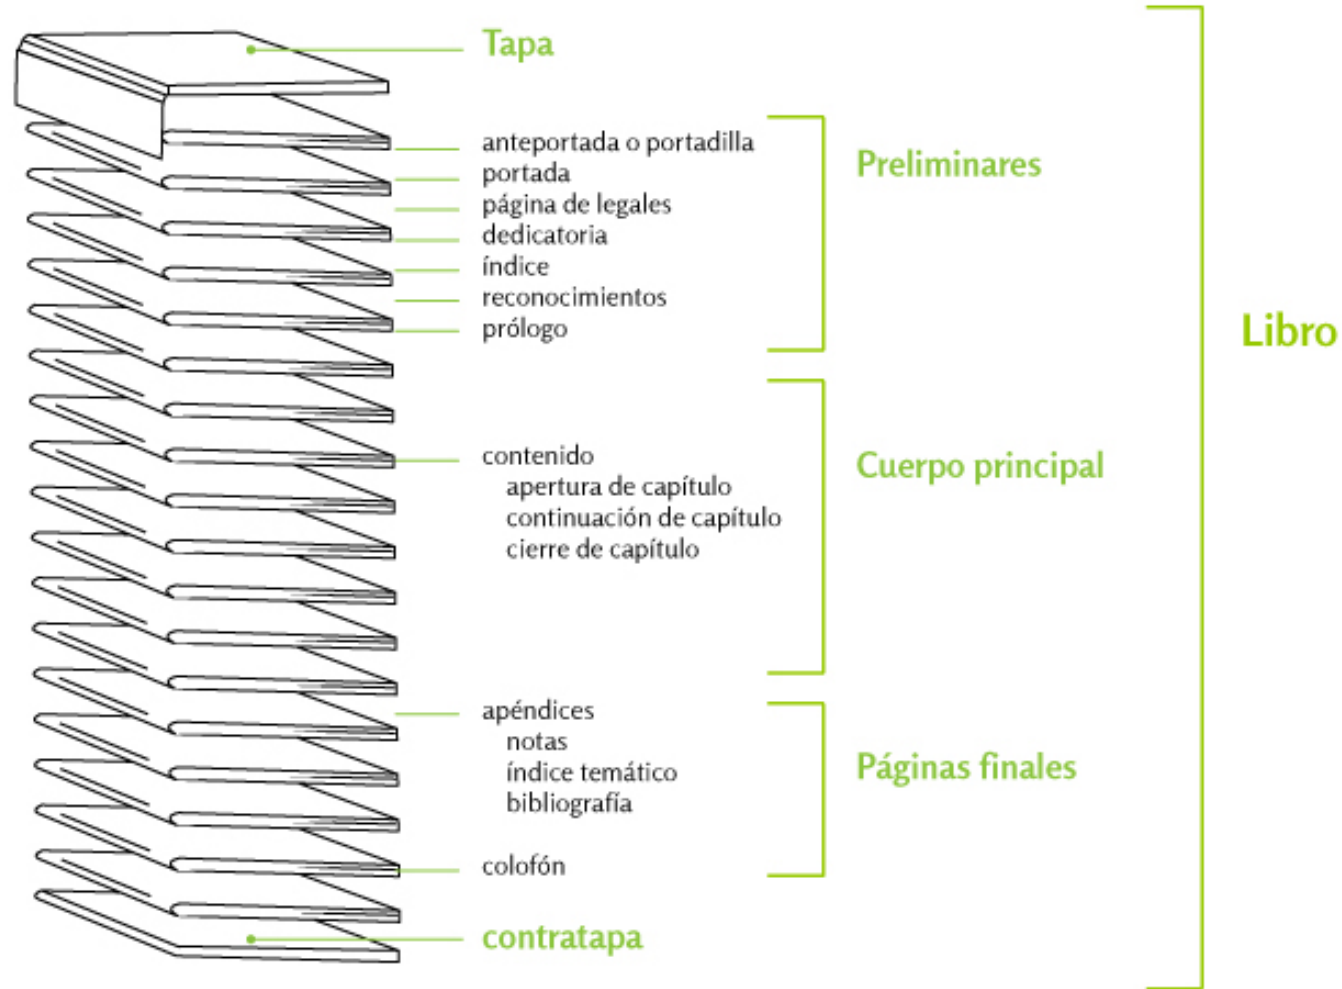 Tapa
anteportada o portadilla
portada
página de legales
dedicatoria
índice
reconocimientos
prólogo
Preliminares
contenido
apertura de capítulo
continuación de capítulo
cierre de capítulo
Cuerpo principal
apéndices
notas
índice temático
bibliografía
colofón
Páginas finales
contratapa
Libro